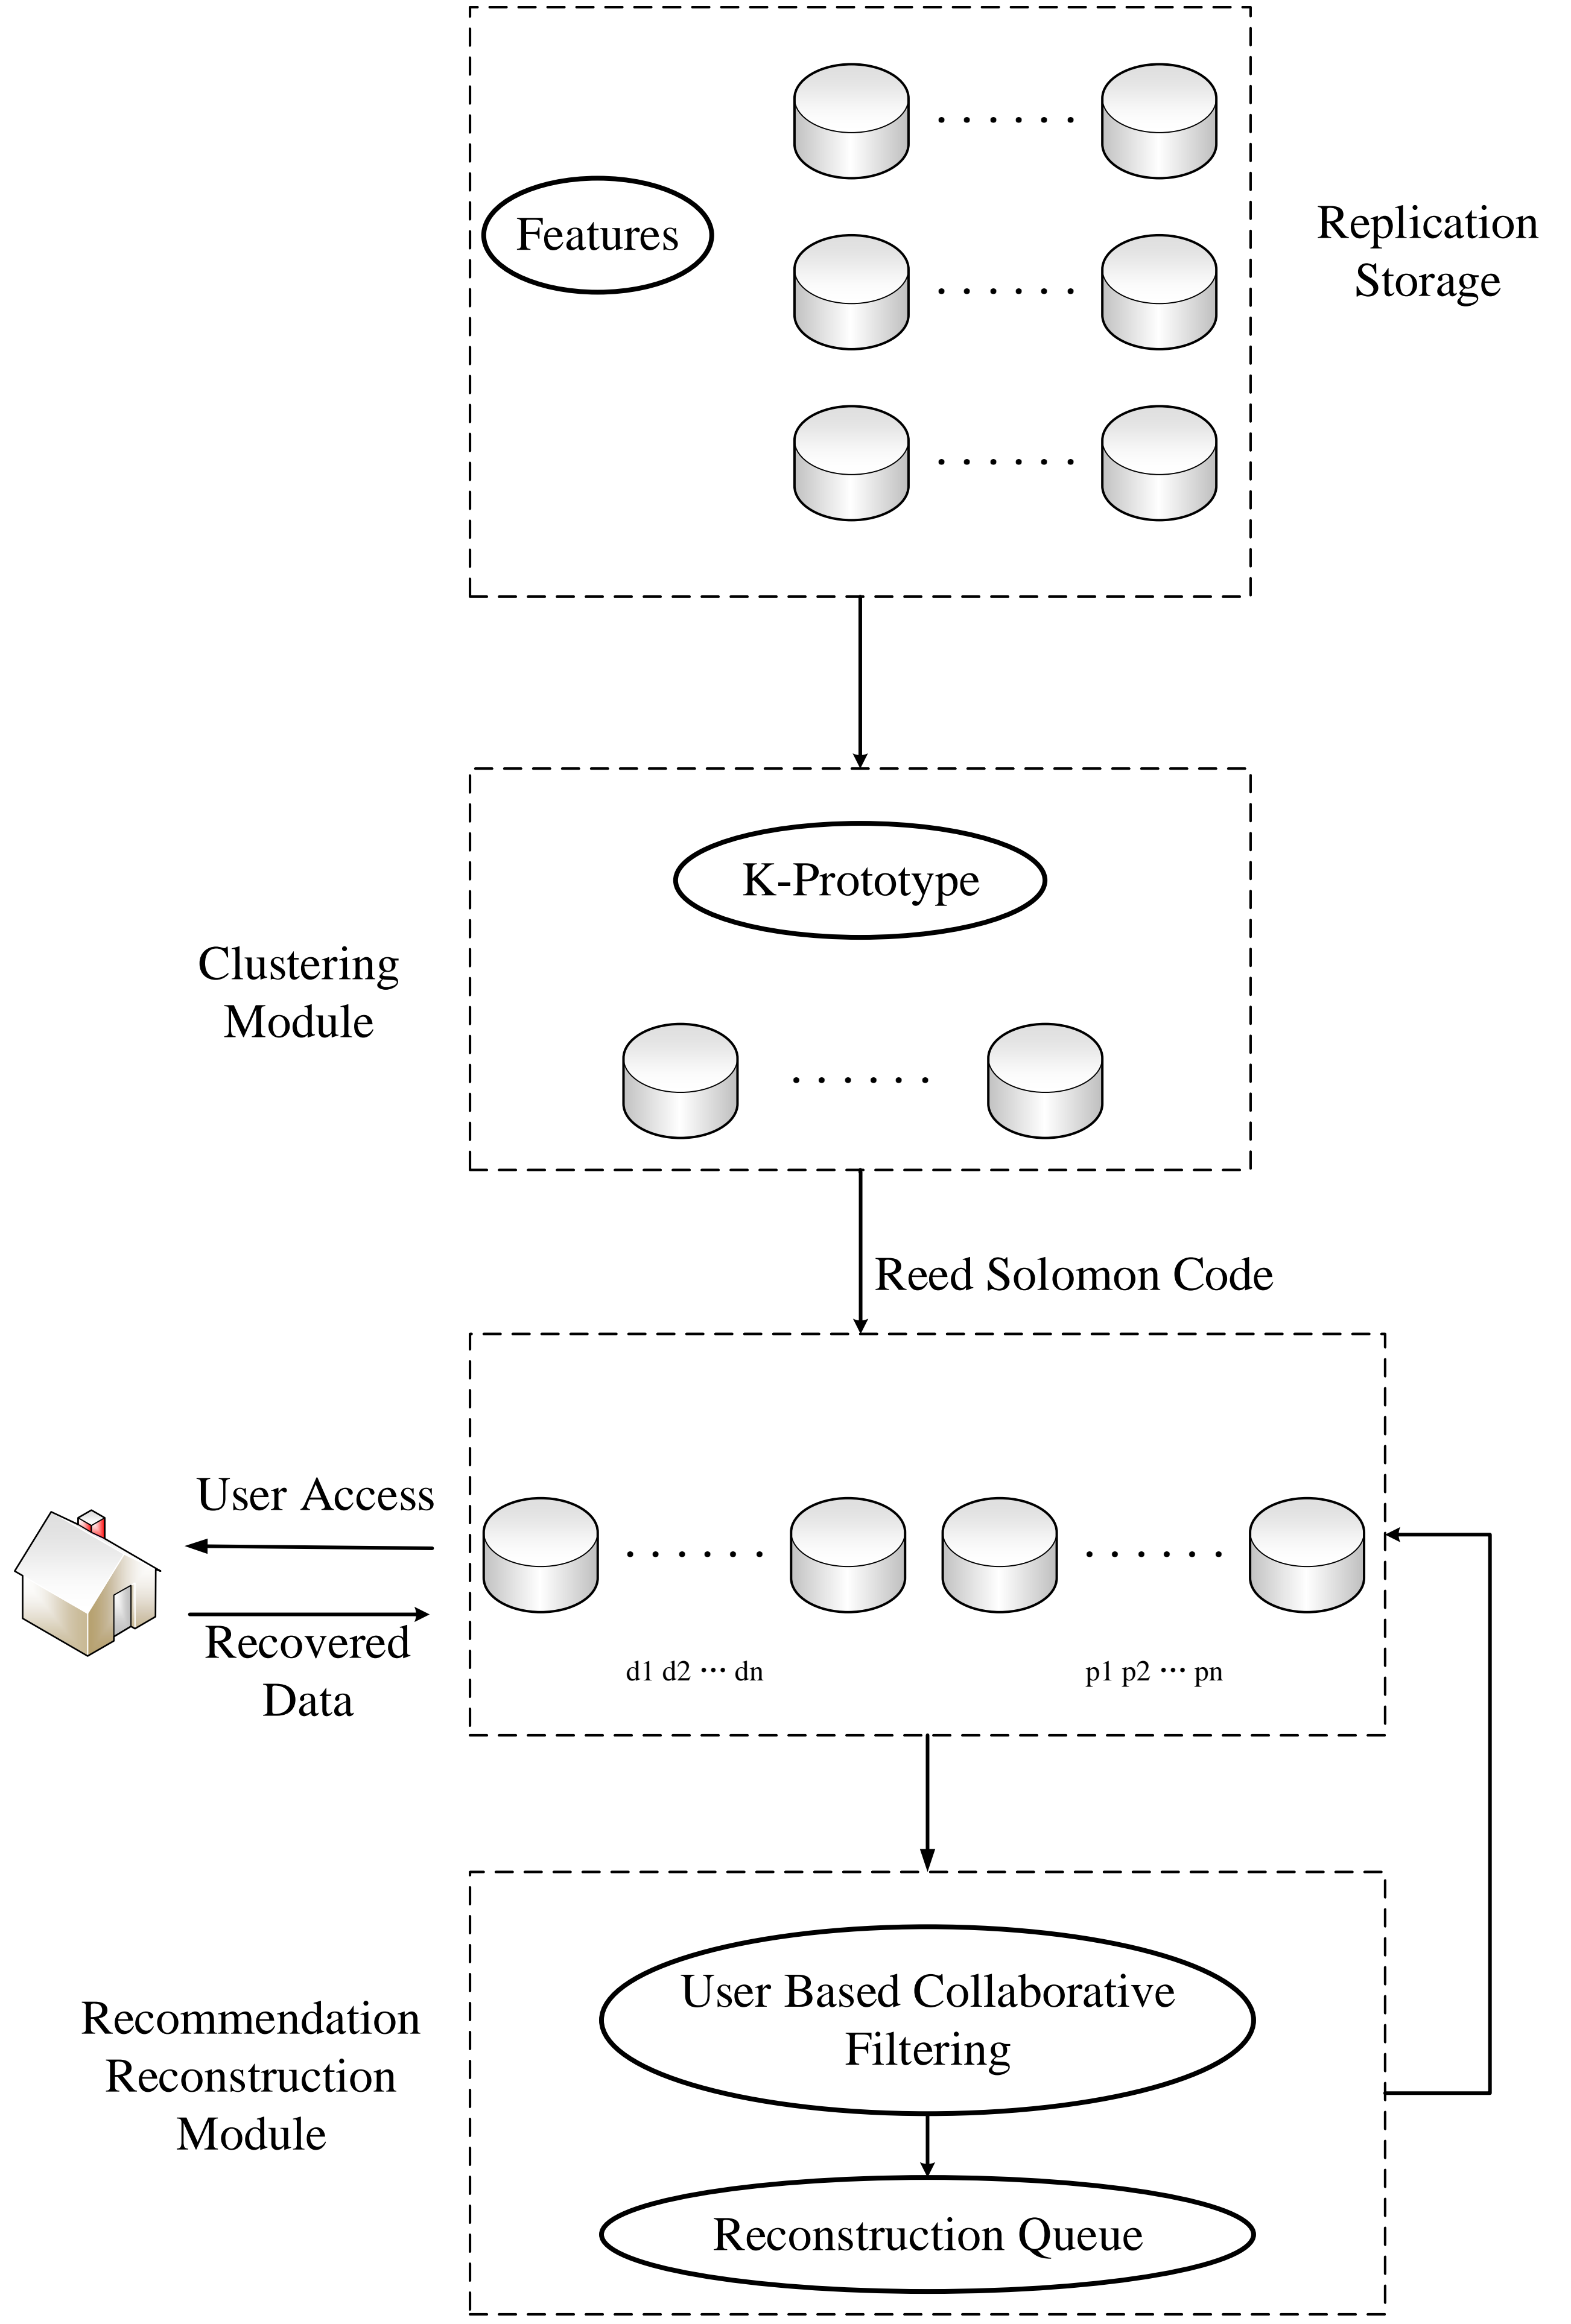 Features
Replication
Storage
K-Prototype
Clustering
Module
Reed Solomon Code
User Access
Recovered
Data
d1 d2 ··· dn
p1 p2 ··· pn
User Based Collaborative
Filtering
Recommendation
Reconstruction
Module
Reconstruction Queue